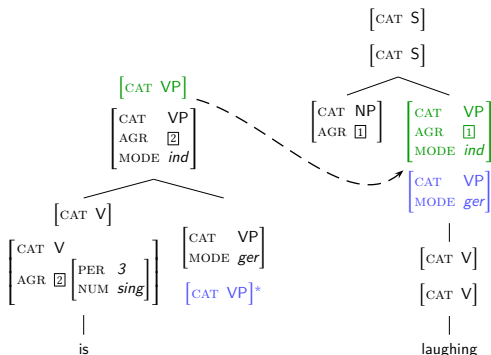 [CAT S]
[CAT S]
[CAT VP]
[CAT VP
AGR 2
MODE ind]
[CAT NP
AGR 1]
[CAT VP
AGR 1
MODE ind]
[CAT VP
MODE ger]
[CAT V]
[CAT V
AGR 2 [PER 3
NUM sing]]
[CAT VP
MODE ger]
[CAT VP]*
[CAT V]
[CAT V]
is
laughing